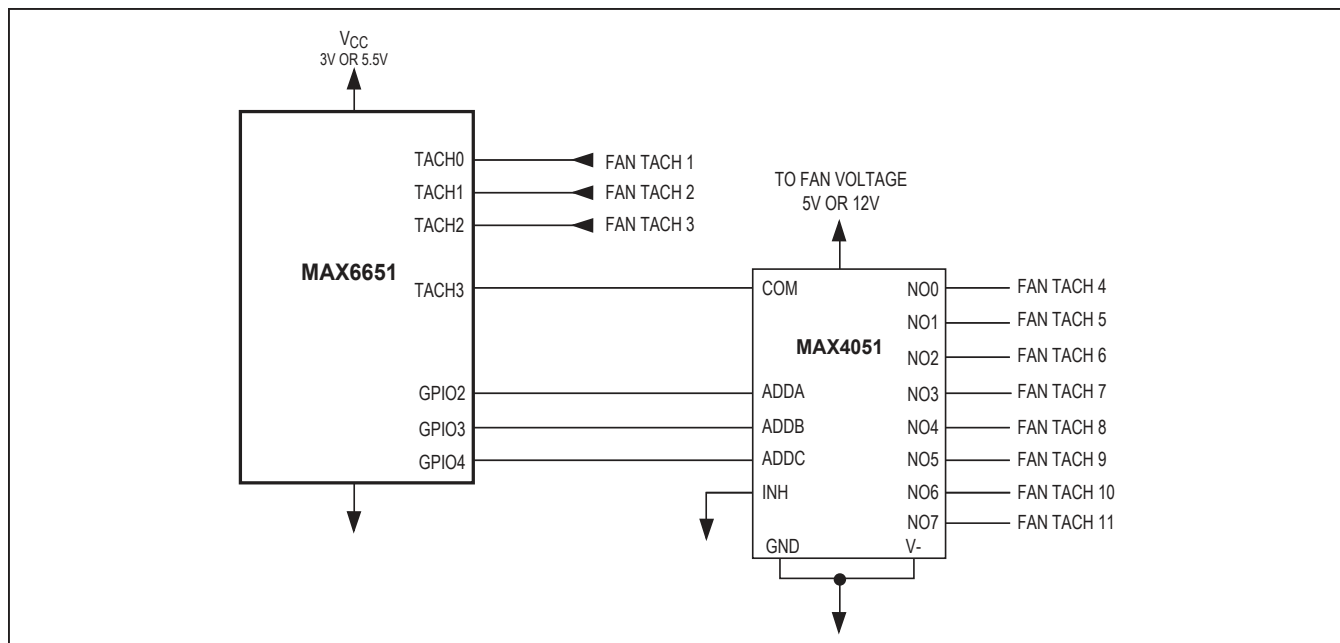 VCC
3V OR 5.5V
TACH0
FAN TACH 1
TACH1
FAN TACH 2
TACH2
FAN TACH 3
MAX6651
TACH3
GPIO2
GPIO3
GPIO4
TO FAN VOLTAGE
5V OR 12V
COM
NO0
FAN TACH 4
NO1
FAN TACH 5
MAX4051
NO2
FAN TACH 6
ADDA
NO3
FAN TACH 7
ADDB
NO4
FAN TACH 8
ADDC
NO5
FAN TACH 9
INH
NO6
FAN TACH 10
NO7
FAN TACH 11
GND
V-